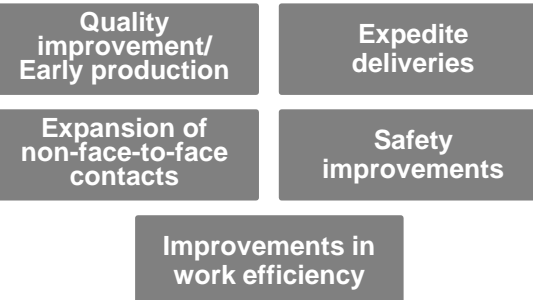 Quality
improvement/
Early production
Expedite
deliveries
Expansion of
non-face-to-face
contacts
Safety
improvements
Improvements in
work efficiency